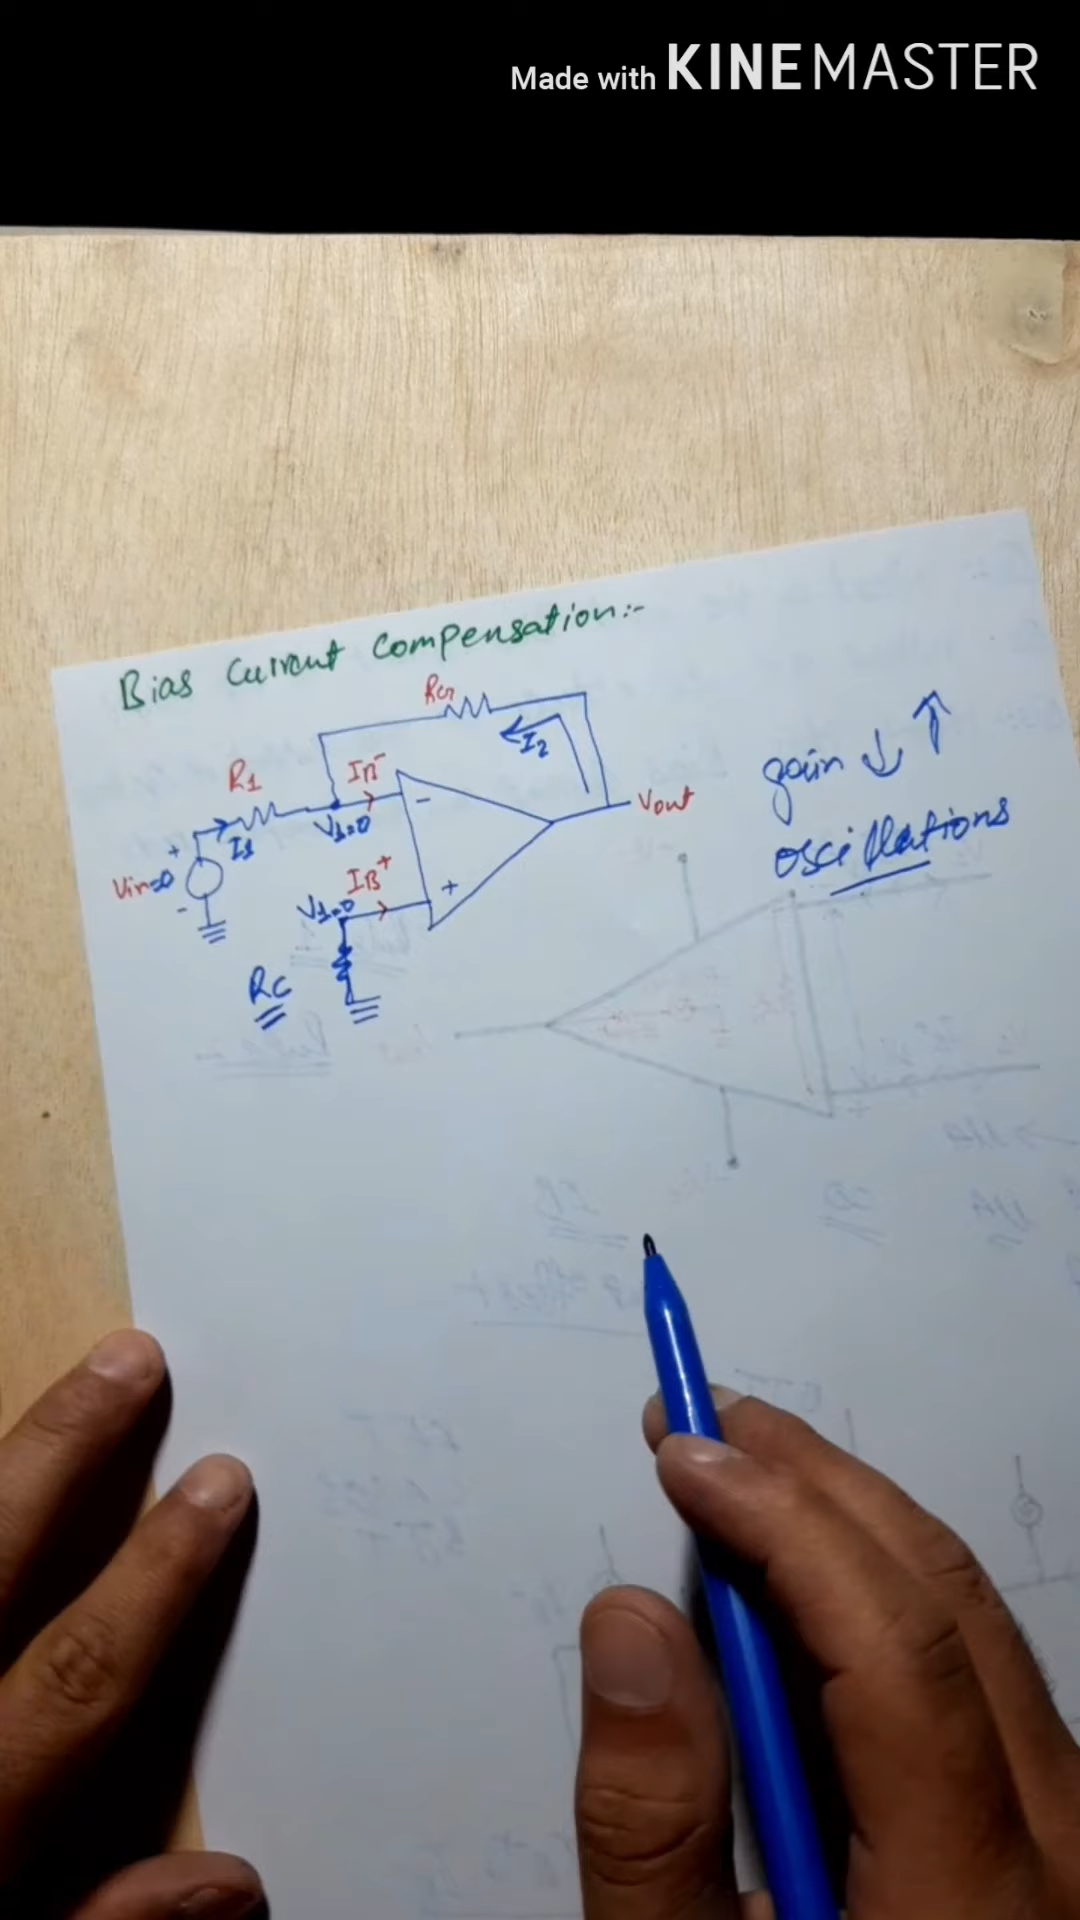 Made with KINEMASTER
Bias Current Compensation:-
I2
R1
IB-
-
V1=0
I1
Vout
+
Vin=0
-
IB+
+
V1=0
RC
gain ↓ ↑
oscillations